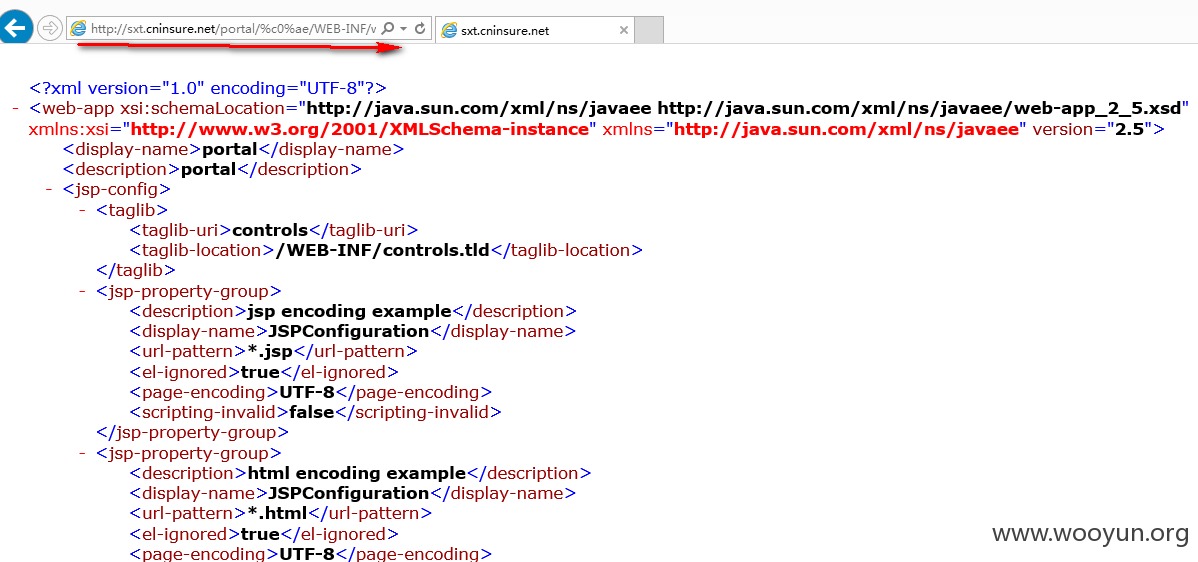 http://sxt.cninsure.net/portal/%c0%ae/WEB-INF/w
sxt.cninsure.net
<?xml version="1.0" encoding="UTF-8"?>
- <web-app xsi:schemaLocation="http://java.sun.com/xml/ns/javaee http://java.sun.com/xml/ns/javaee/web-app_2_5.xsd"
xmlns:xsi="http://www.w3.org/2001/XMLSchema-instance" xmlns="http://java.sun.com/xml/ns/javaee" version="2.5">
<display-name>portal</display-name>
<description>portal</description>
- <jsp-config>
- <taglib>
<taglib-uri>controls</taglib-uri>
<taglib-location>/WEB-INF/controls.tld</taglib-location>
</taglib>
- <jsp-property-group>
<description>jsp encoding example</description>
<display-name>JSPConfiguration</display-name>
<url-pattern>*.jsp</url-pattern>
<el-ignored>true</el-ignored>
<page-encoding>UTF-8</page-encoding>
<scripting-invalid>false</scripting-invalid>
</jsp-property-group>
- <jsp-property-group>
<description>html encoding example</description>
<display-name>JSPConfiguration</display-name>
<url-pattern>*.html</url-pattern>
<el-ignored>true</el-ignored>
<page-encoding>UTF-8</page-encoding>
www.wooyun.org